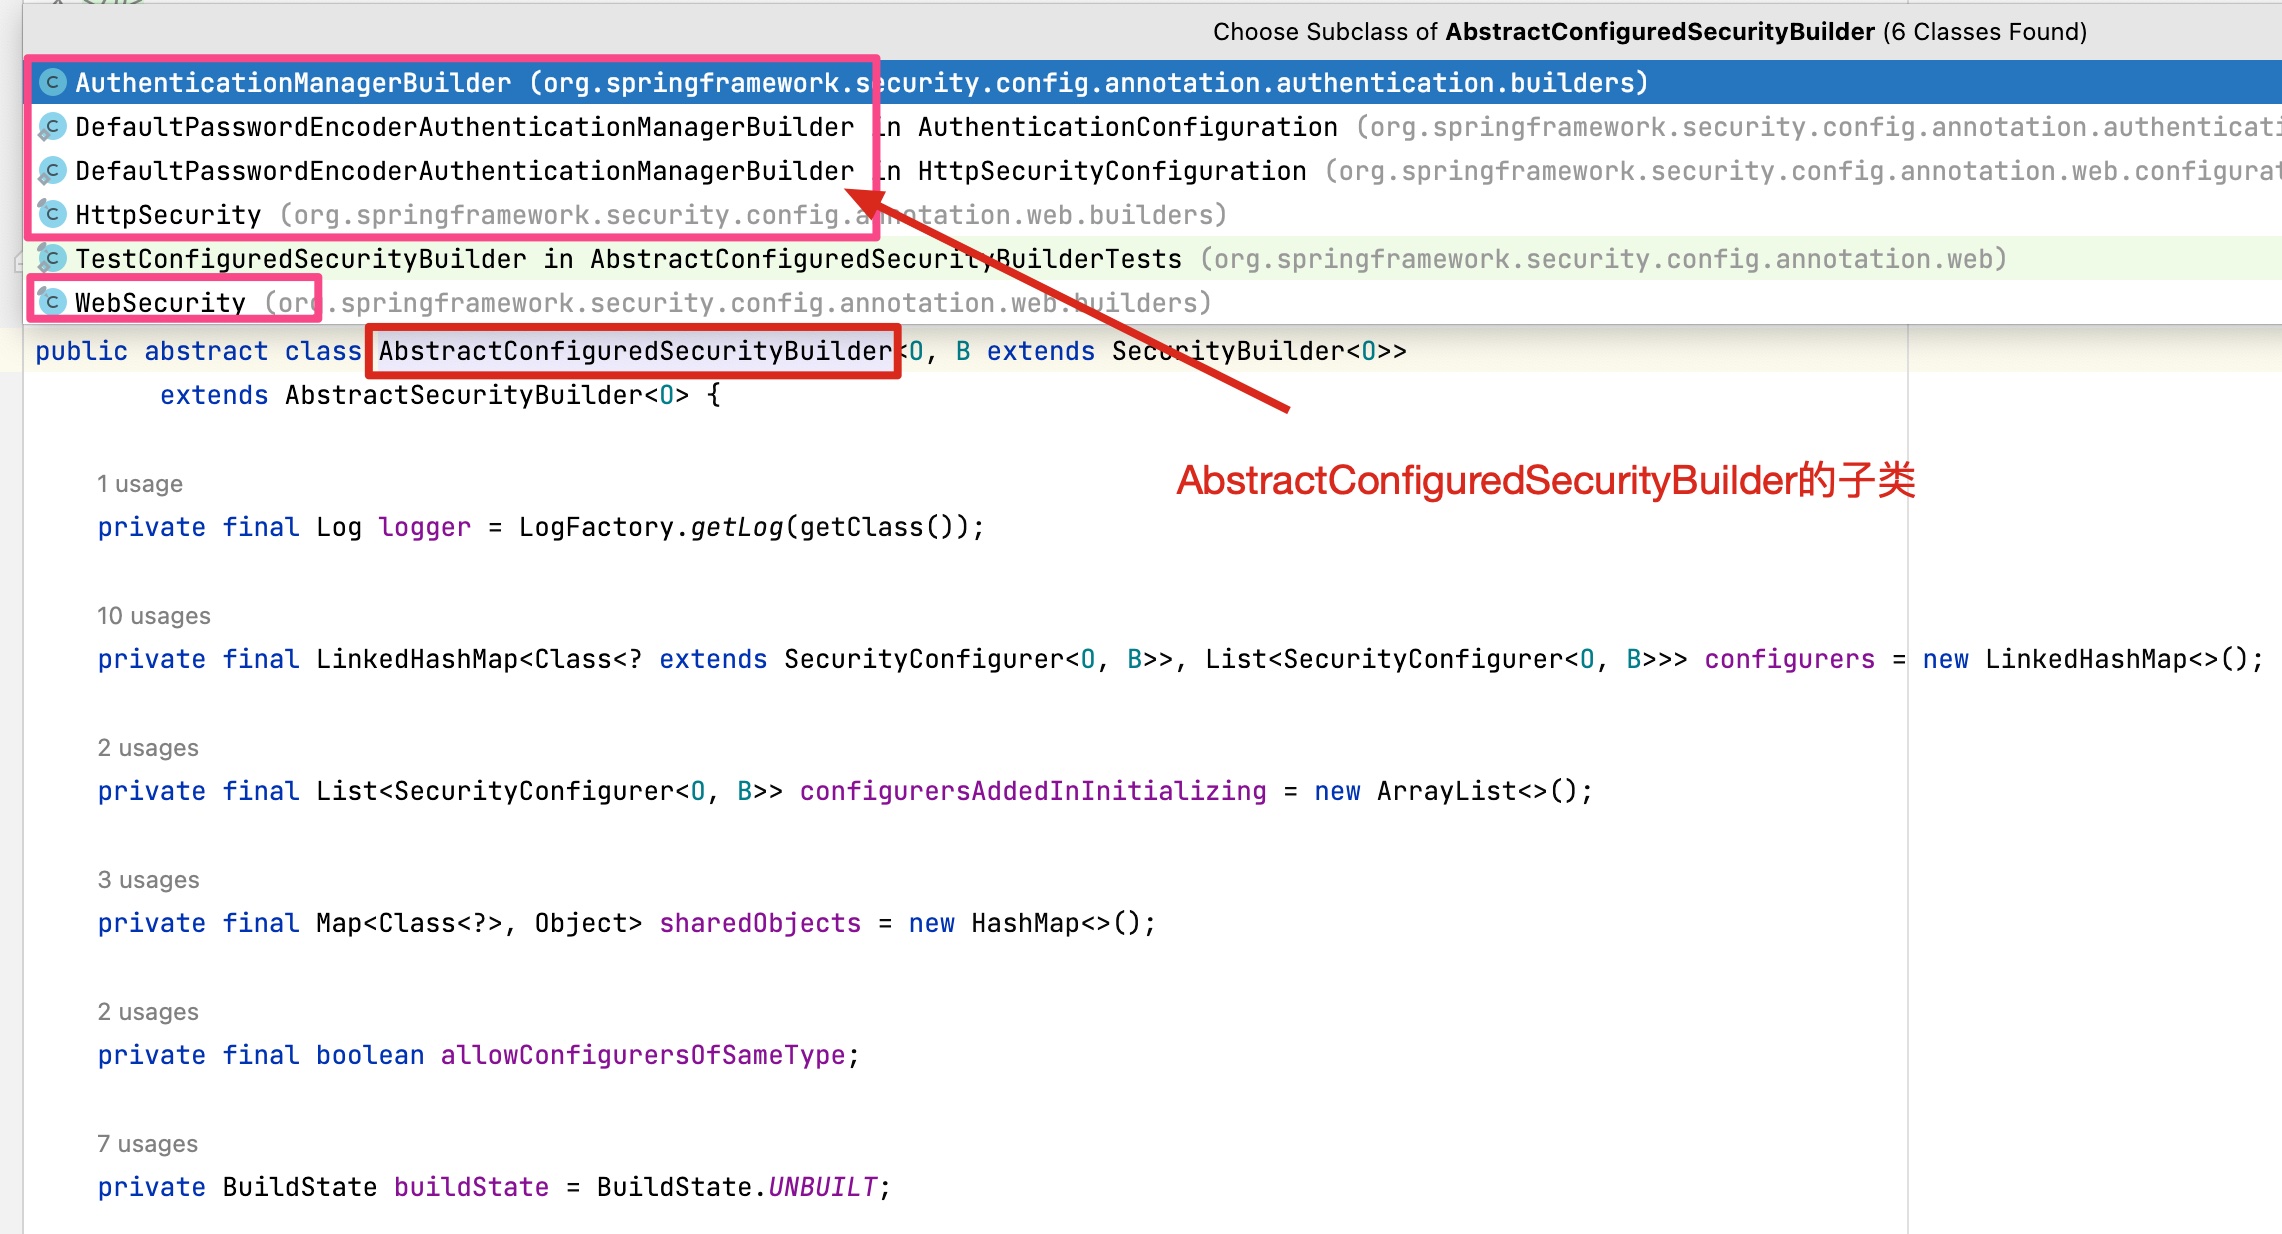 Choose Subclass of AbstractConfiguredSecurityBuilder (6 Classes Found)
AuthenticationManagerBuilder (org.springframework.security.config.annotation.authentication.builders)
DefaultPasswordEncoderAuthenticationManagerBuilder in AuthenticationConfiguration (org.springframework.security.config.annotation.authenticati
DefaultPasswordEncoderAuthenticationManagerBuilder in HttpSecurityConfiguration (org.springframework.security.config.annotation.web.configurat
HttpSecurity (org.springframework.security.config.annotation.web.builders)
TestConfiguredSecurityBuilder in AbstractConfiguredSecurityBuilderTests (org.springframework.security.config.annotation.web)
WebSecurity (org.springframework.security.config.annotation.web.builders)
public abstract class AbstractConfiguredSecurityBuilder<O, B extends SecurityBuilder<O>>
extends AbstractSecurityBuilder<O> {
AbstractConfiguredSecurityBuilder的子类
1 usage
private final Log logger = LogFactory.getLog(getClass());
10 usages
private final LinkedHashMap<Class<? extends SecurityConfigurer<O, B>>, List<SecurityConfigurer<O, B>>> configurers = new LinkedHashMap<>();
2 usages
private final List<SecurityConfigurer<O, B>> configurersAddedInInitializing = new ArrayList<>();
3 usages
private final Map<Class<?>, Object> sharedObjects = new HashMap<>();
2 usages
private final boolean allowConfigurersOfSameType;
7 usages
private BuildState buildState = BuildState.UNBUILT;